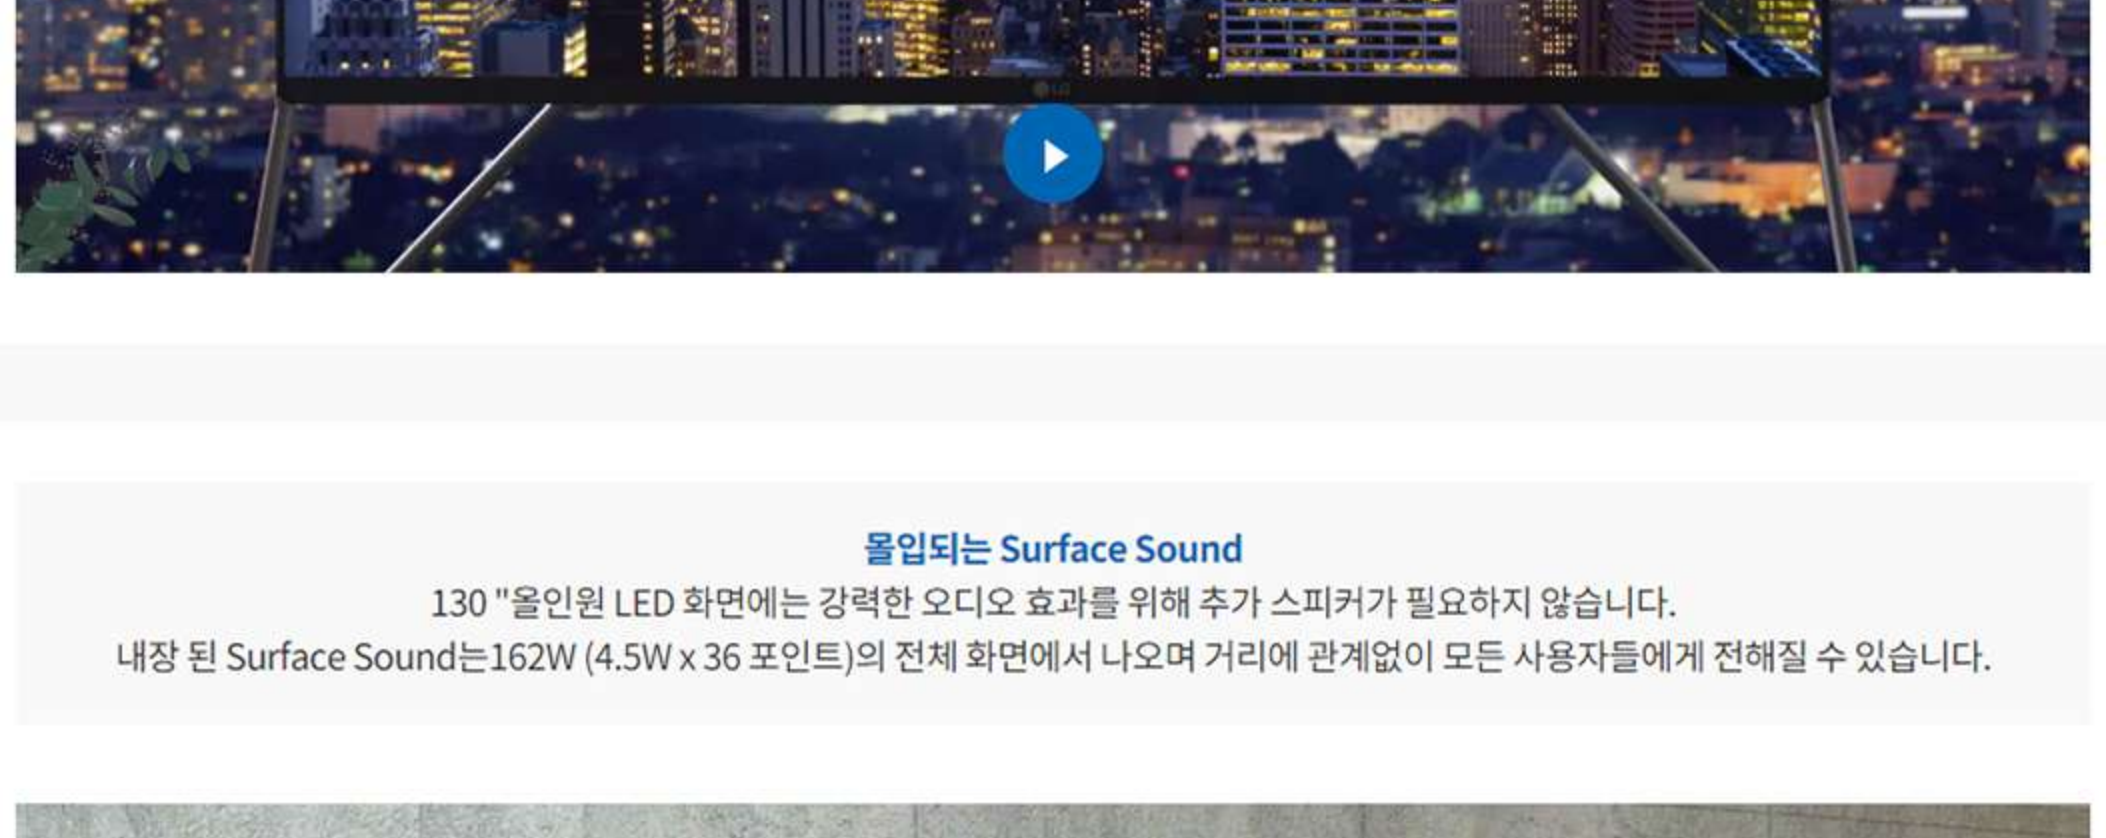 LG
몰입되는 Surface Sound
130 "올인원 LED 화면에는 강력한 오디오 효과를 위해 추가 스피커가 필요하지 않습니다.
내장 된 Surface Sound는162W (4.5W x 36 포인트)의 전체 화면에서 나오며 거리에 관계없이 모든 사용자들에게 전해질 수 있습니다.